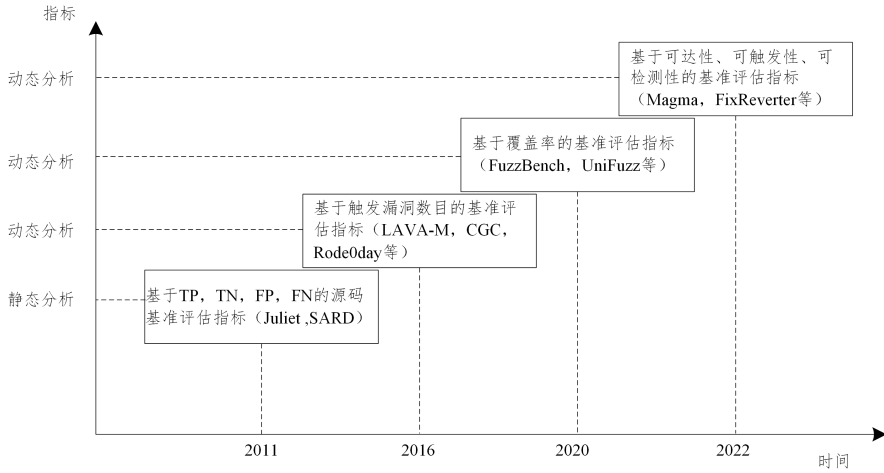 指标
动态分析
基于可达性、可触发性、可
检测性的基准评估指标
（Magma，FixReverter等）
动态分析
基于覆盖率的基准评估指标
（FuzzBench，UniFuzz等）
动态分析
基于触发漏洞数目的基准评
估指标（LAVA-M，CGC，
Rode0day等）
静态分析
基于TP，TN，FP，FN的源码
基准评估指标（Juliet ,SARD）
2011
2016
2020
2022
时间